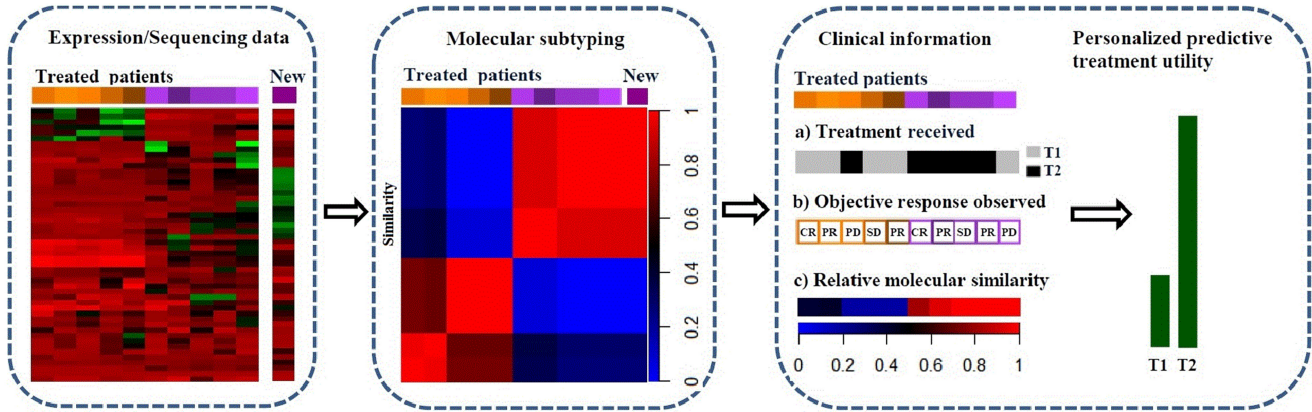 Expression/Sequencing data
Treated patients
New
Molecular subtyping
Treated patients
New
Similarity
1
0.8
0.6
0.4
0.2
0
Clinical information
Treated patients
a) Treatment received
T1
T2
b) Objective response observed
CR PR PD SD PR CR PR SD PR PD
c) Relative molecular similarity
0 0.2 0.4 0.6 0.8 1
Personalized predictive
treatment utility
T1 T2